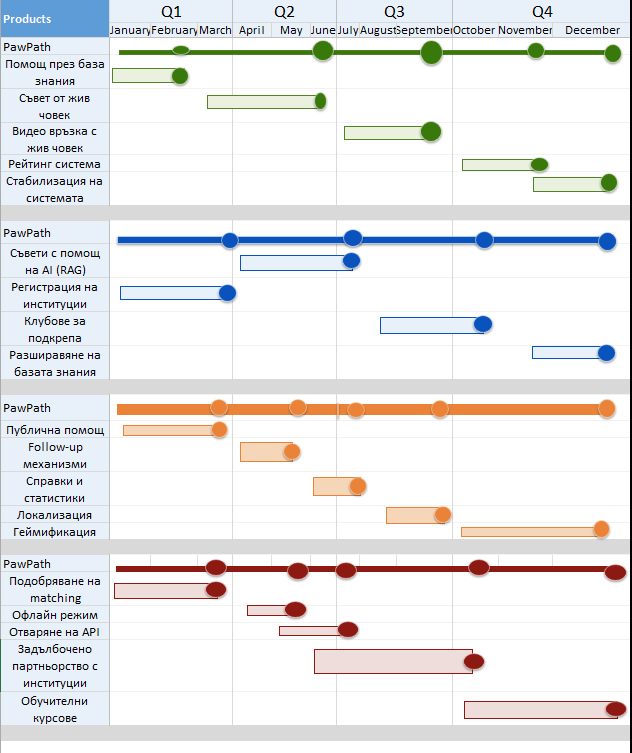 Products
Q1
Q2
Q3
Q4
January
February
March
April
May
June
July
August
September
October
November
December
PawPath
Помощ през база
знания
Съвет от жив
човек
Видео връзка с
жив човек
Рейтинг система
Стабилизация на
системата
PawPath
Съвети с помощ
на AI (RAG)
Регистрация на
институции
Клубове за
подкрепа
Разширяване на
базата знания
PawPath
Публична помощ
Follow-up
механизми
Справки и
статистики
Локализация
Геймификация
PawPath
Подобряване на
matching
Офлайн режим
Отваряне на API
Задълбочено
партньорство с
институции
Обучителни
курсове